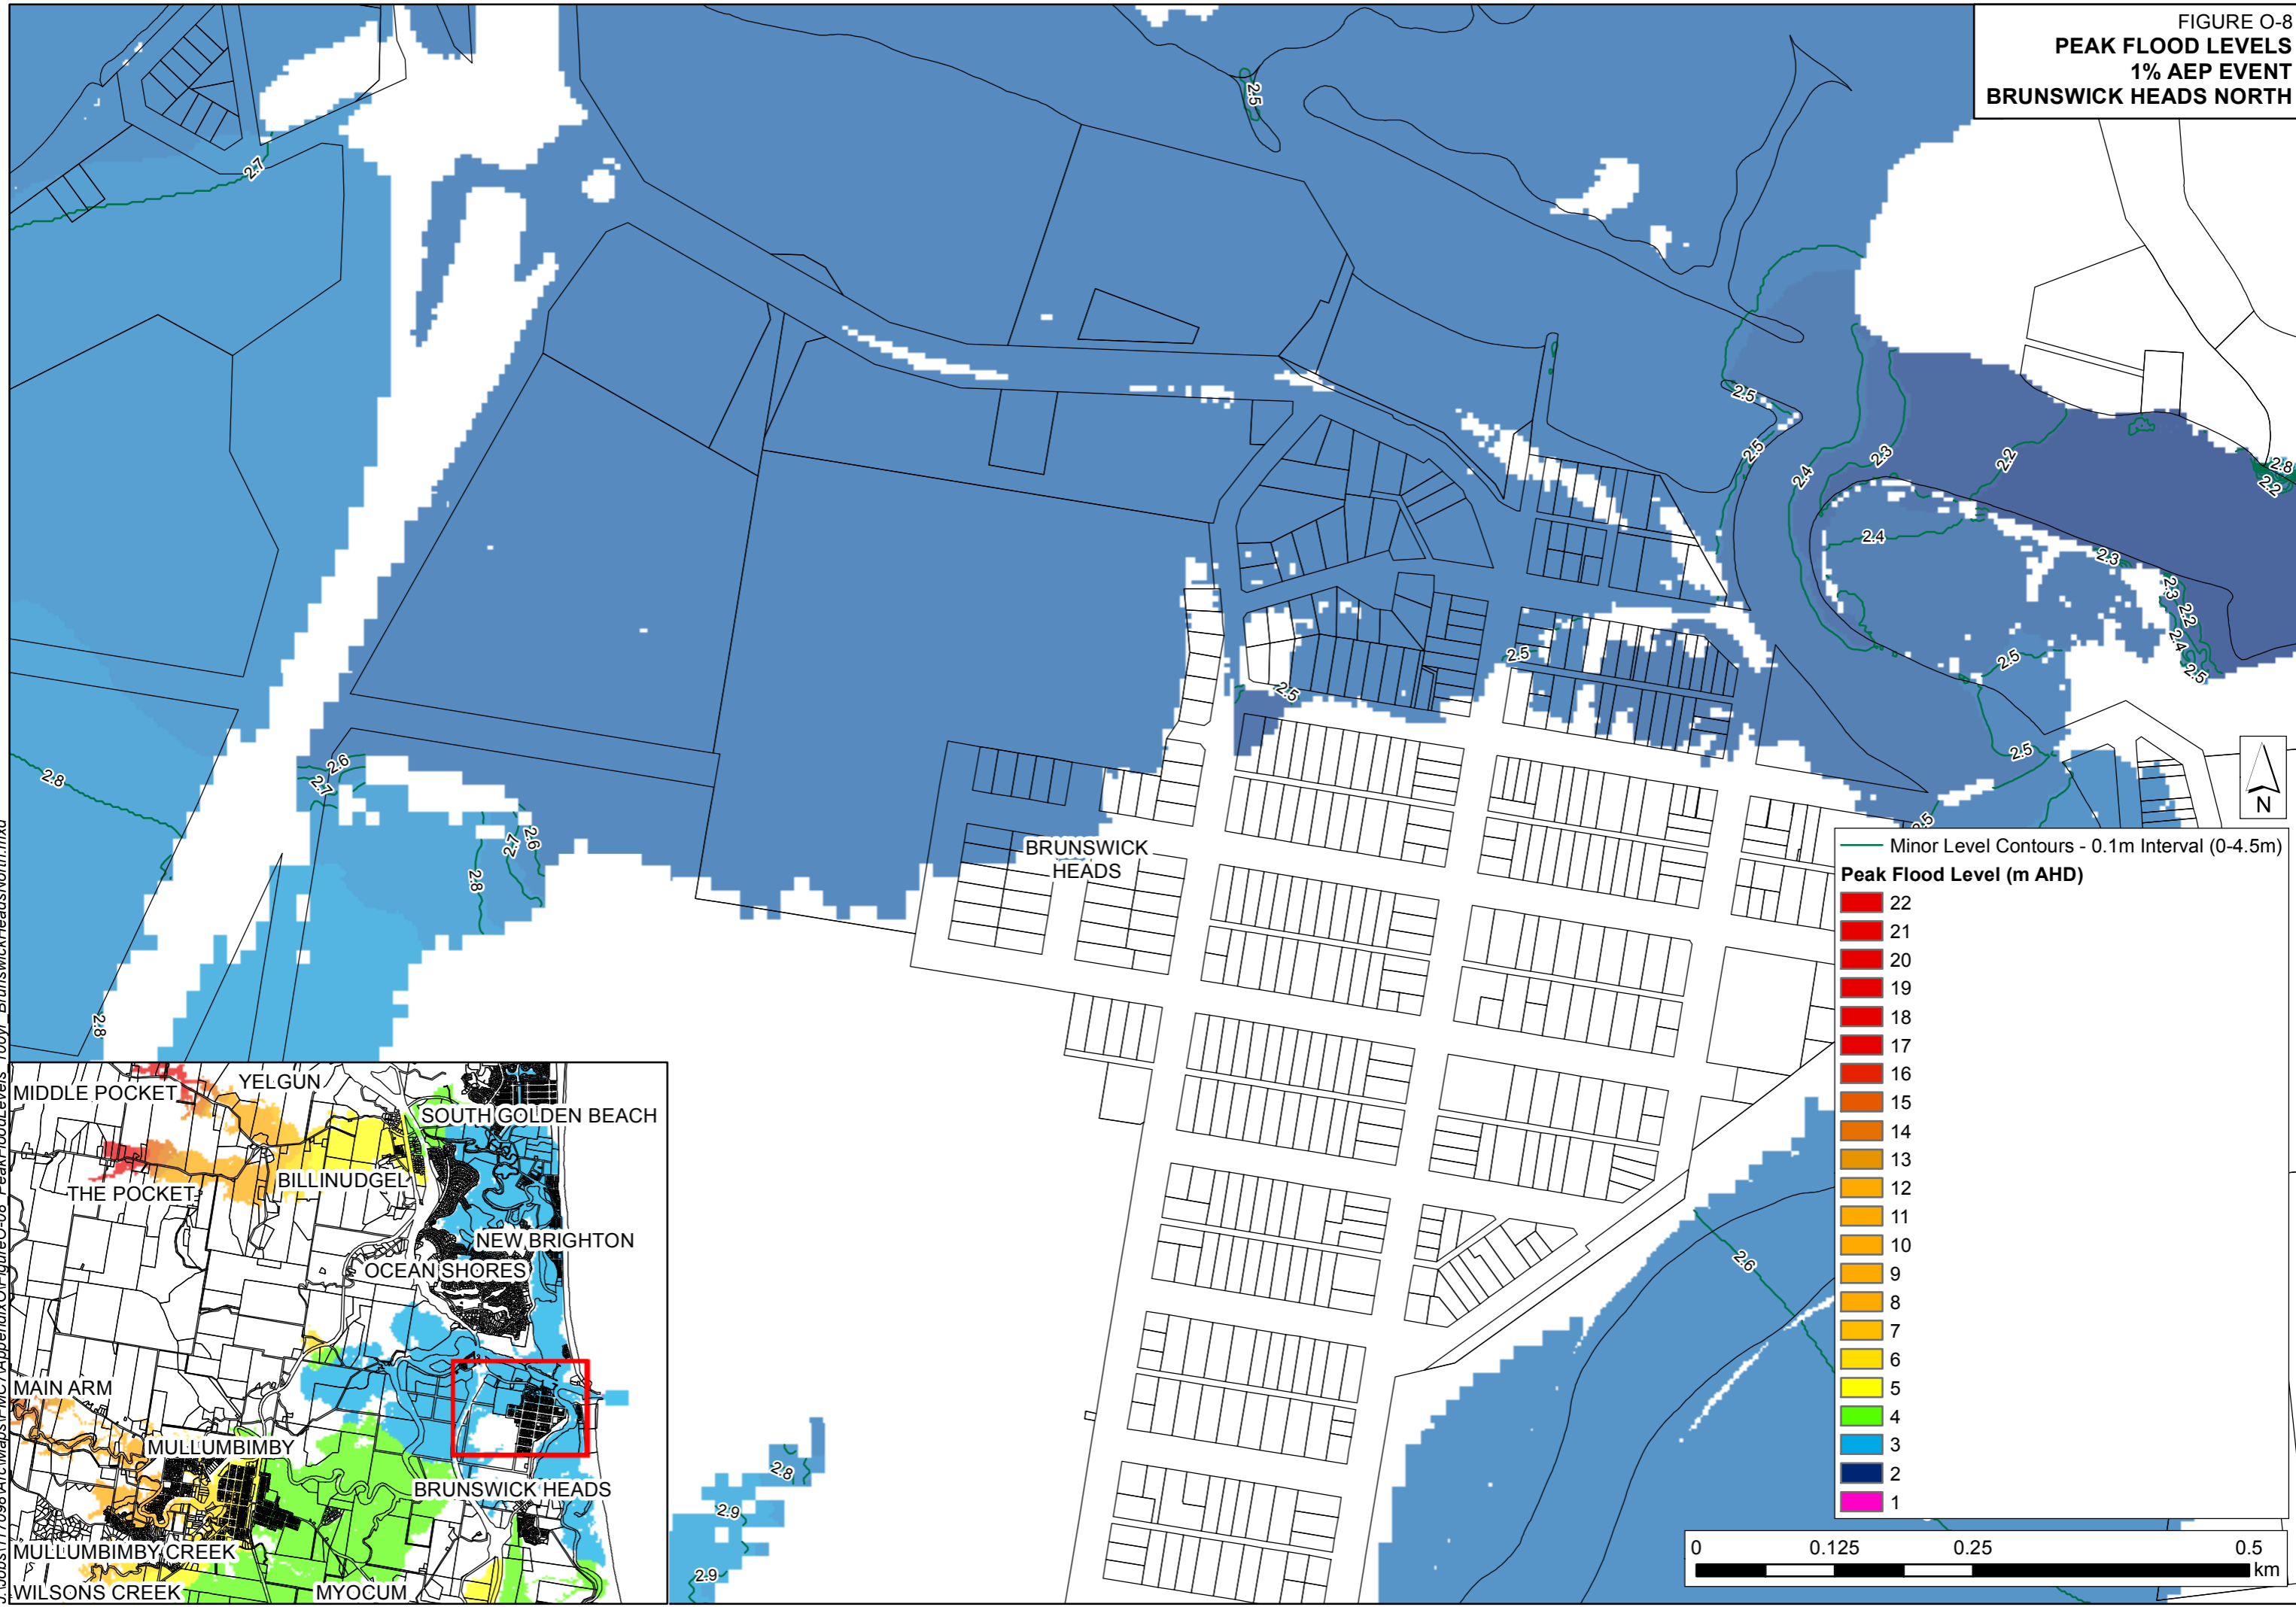 FIGURE O-8
PEAK FLOOD LEVELS
1% AEP EVENT
BRUNSWICK HEADS NORTH
2.5
2.7
2.5
2.5
2.4
2.3
2.2
2.8
2.2
2.4
2.3
2.3
2.2
2.4
2.5
2.5
2.5
2.5
2.5
2.6
2.7
2.8
2.7
2.6
2.8
2.8
BRUNSWICK
HEADS
N
2.5
Minor Level Contours - 0.1m Interval (0-4.5m)
Peak Flood Level (m AHD)
22
21
20
19
18
17
16
15
14
13
12
11
10
9
8
7
6
5
4
3
2
1
2.6
2.8
2.9
2.9
MIDDLE POCKET
YELGUN
SOUTH GOLDEN BEACH
THE POCKET
BILLINUDGEL
NEW BRIGHTON
OCEAN SHORES
MAIN ARM
MULLUMBIMBY
BRUNSWICK HEADS
MULLUMBIMBY CREEK
WILSONS CREEK
MYOCUM
0 0.125 0.25 0.5
km